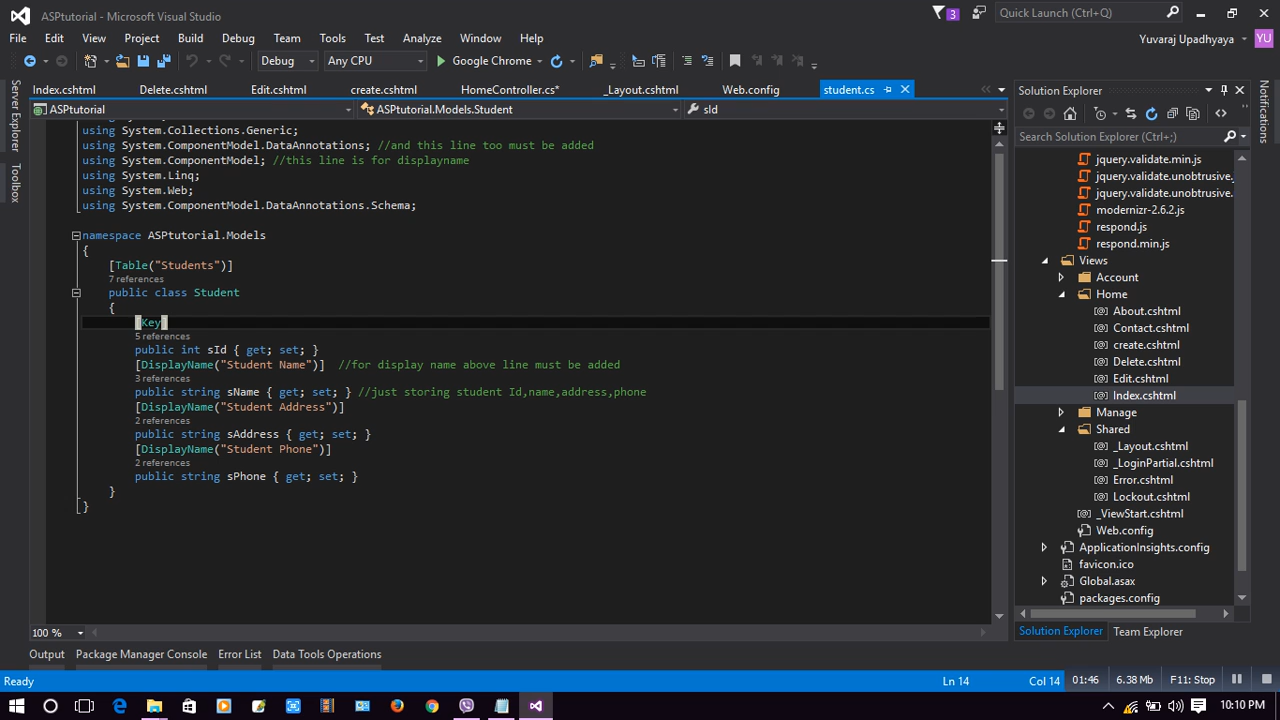 ASPtutorial - Microsoft Visual Studio
3
Quick Launch (Ctrl+Q)
File Edit View Project Build Debug Team Tools Test Analyze Window Help
Yuvaraj Upadhyaya
YU
Debug
Any CPU
Google Chrome
Index.cshtml Delete.cshtml Edit.cshtml create.cshtml HomeController.cs* _Layout.cshtml Web.config student.cs
ASPtutorial
ASPtutorial.Models.Student
sId
Server Explorer
Toolbox
using System.Collections.Generic;
using System.ComponentModel.DataAnnotations; //and this line too must be added
using System.ComponentModel; //this line is for displayname
using System.Linq;
using System.Web;
using System.ComponentModel.DataAnnotations.Schema;
namespace ASPtutorial.Models
{
[Table("Students")]
7 references
public class Student
{
[Key]
5 references
public int sId { get; set; }
[DisplayName("Student Name")] //for display name above line must be added
3 references
public string sName { get; set; } //just storing student Id,name,address,phone
[DisplayName("Student Address")]
2 references
public string sAddress { get; set; }
[DisplayName("Student Phone")]
2 references
public string sPhone { get; set; }
}
}
100 %
Solution Explorer
Search Solution Explorer (Ctrl+;)
jquery.validate.min.js
jquery.validate.unobtrusive.
jquery.validate.unobtrusive.
modernizr-2.6.2.js
respond.js
respond.min.js
Views
Account
Home
About.cshtml
Contact.cshtml
create.cshtml
Delete.cshtml
Edit.cshtml
Index.cshtml
Manage
Shared
_Layout.cshtml
_LoginPartial.cshtml
Error.cshtml
Lockout.cshtml
_ViewStart.cshtml
Web.config
ApplicationInsights.config
favicon.ico
Global.asax
packages.config
Solution Explorer Team Explorer
Notifications
Output Package Manager Console Error List Data Tools Operations
Ready
Ln 14
Col 14
01:46
6.38 Mb
F11: Stop
10:10 PM